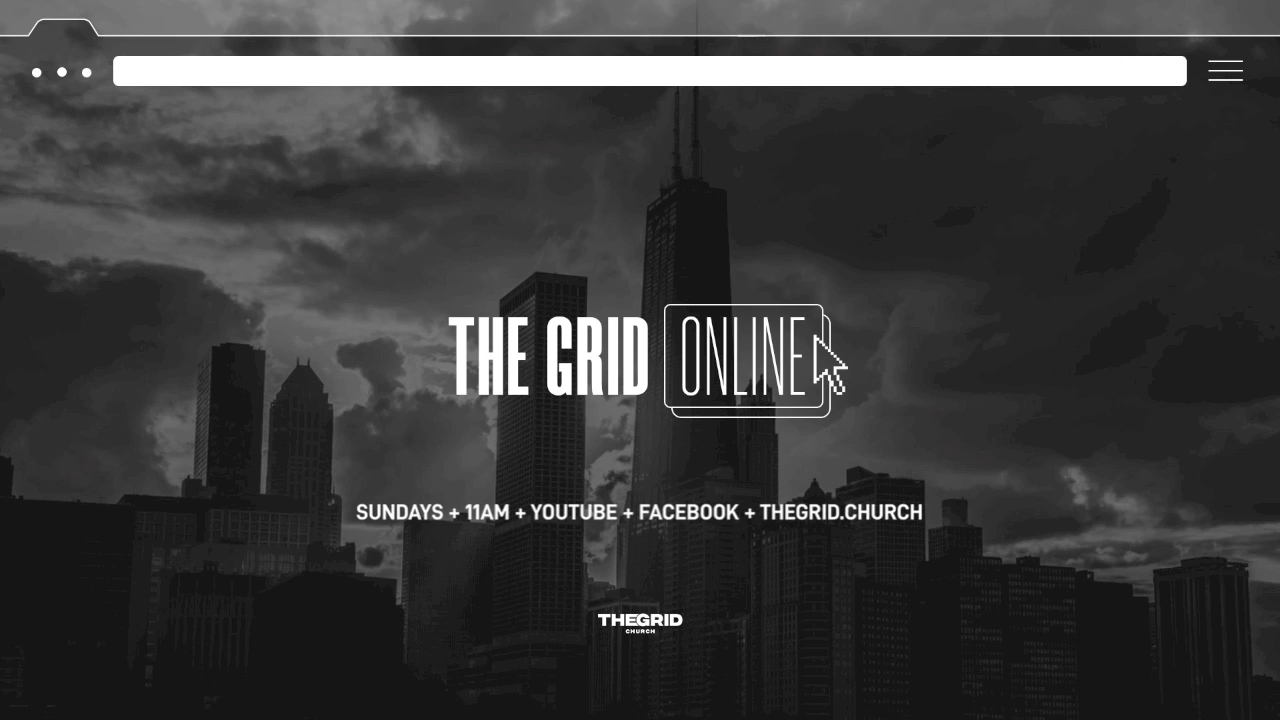 THE GRID ONLINE
SUNDAYS + 11AM + YOUTUBE + FACEBOOK + THEGRID.CHURCH
THEGRID
CHURCH